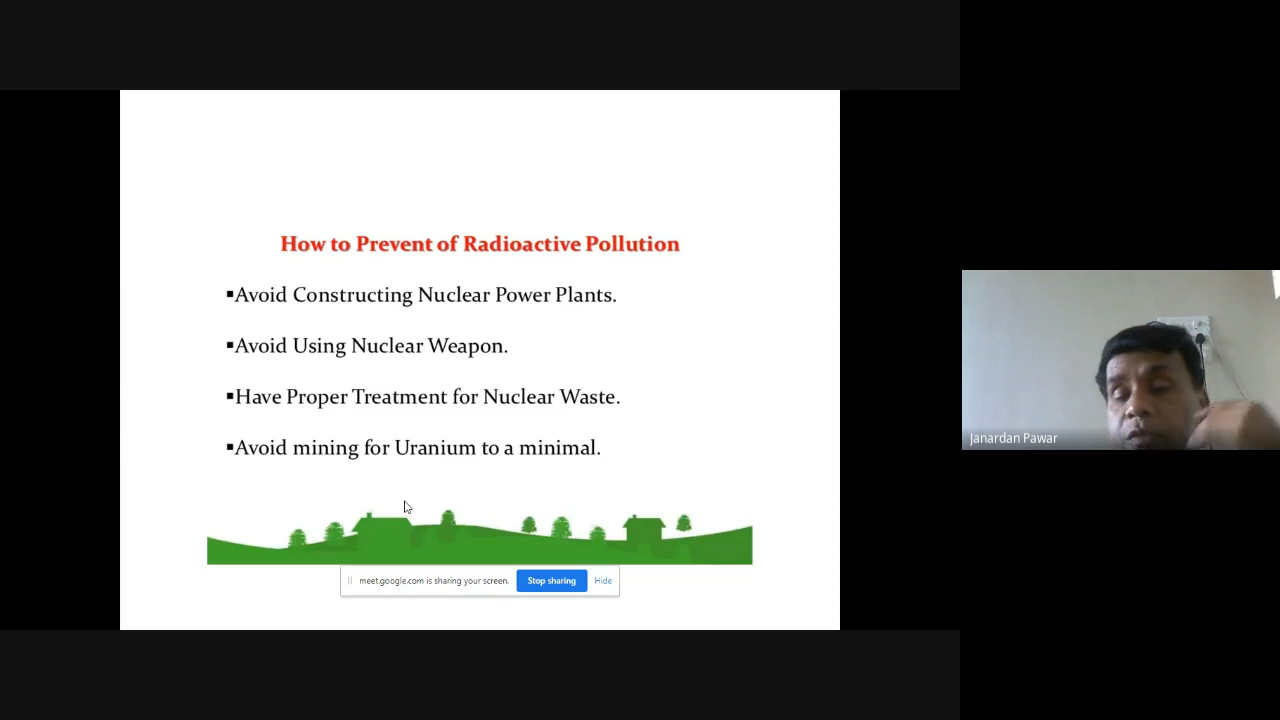 How to Prevent of Radioactive Pollution
▪Avoid Constructing Nuclear Power Plants.
▪Avoid Using Nuclear Weapon.
▪Have Proper Treatment for Nuclear Waste.
▪Avoid mining for Uranium to a minimal.
meet.google.com is sharing your screen. Stop sharing Hide
Janardan Pawar